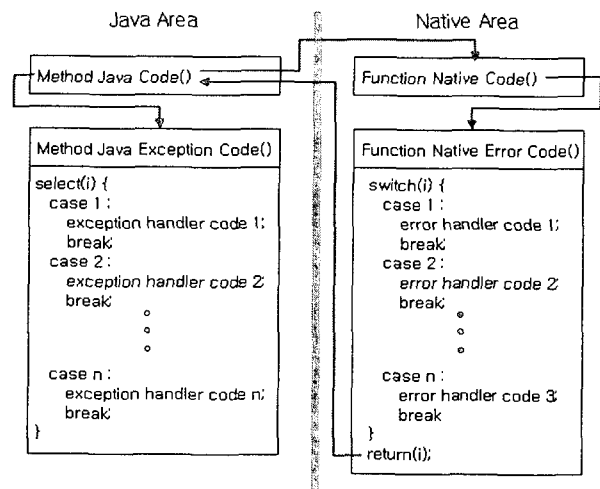 Java Area
Native Area
Method Java Code()
Function Native Code()
Method Java Exception Code()
select(i) {
case 1 :
exception handler code 1;
break;
case 2 :
exception handler code 2;
break;
case n :
exception handler code n;
break;
}
Function Native Error Code()
switch(i) {
case 1 :
error handler code 1;
break;
case 2 :
error handler code 2;
break;
case n :
error handler code 3;
break
}
return(i);